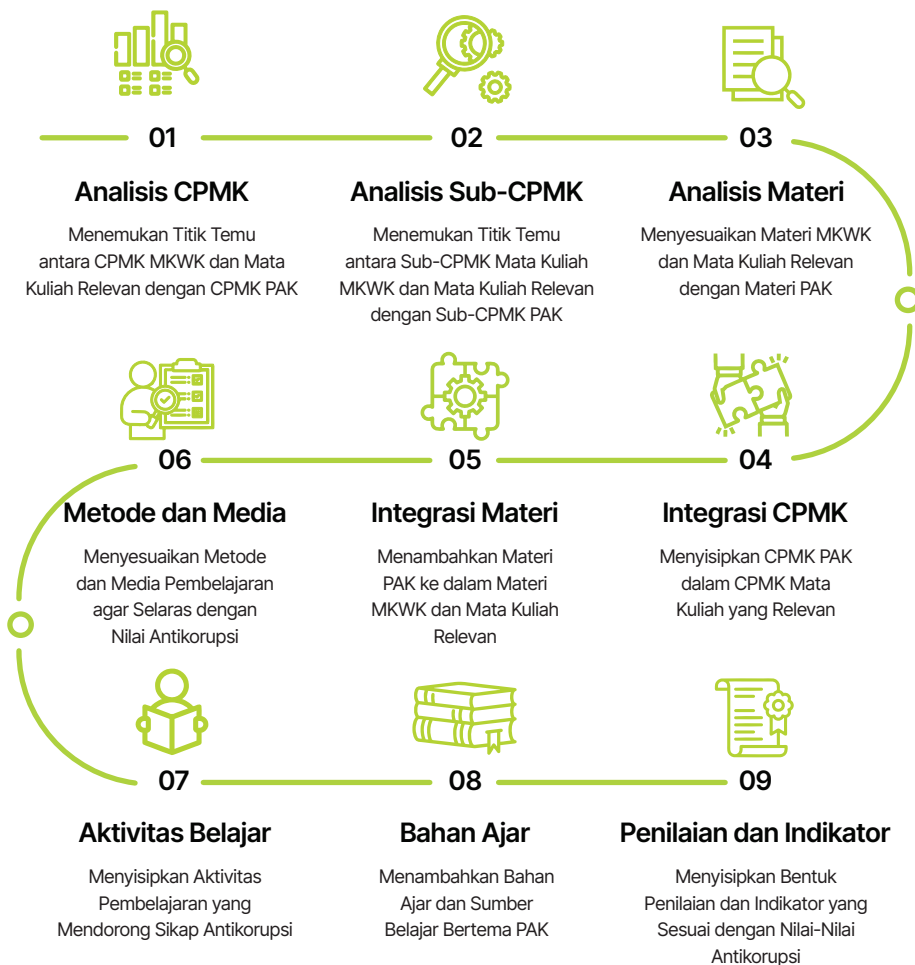 01
Analisis CPMK
Menemukan Titik Temu
antara CPMK MKWK dan Mata
Kuliah Relevan dengan CPMK PAK
02
Analisis Sub-CPMK
Menemukan Titik Temu
antara Sub-CPMK Mata Kuliah
MKWK dan Mata Kuliah Relevan
dengan Sub-CPMK PAK
03
Analisis Materi
Menyesuaikan Materi MKWK
dan Mata Kuliah Relevan
dengan Materi PAK
04
Integrasi CPMK
Menyisipkan CPMK PAK
dalam CPMK Mata
Kuliah yang Relevan
05
Integrasi Materi
Menambahkan Materi
PAK ke dalam Materi
MKWK dan Mata Kuliah
Relevan
06
Metode dan Media
Menyesuaikan Metode
dan Media Pembelajaran
agar Selaras dengan
Nilai Antikorupsi
07
Aktivitas Belajar
Menyisipkan Aktivitas
Pembelajaran yang
Mendorong Sikap Antikorupsi
08
Bahan Ajar
Menambahkan Bahan
Ajar dan Sumber
Belajar Bertema PAK
09
Penilaian dan Indikator
Menyisipkan Bentuk
Penilaian dan Indikator yang
Sesuai dengan Nilai-Nilai
Antikorupsi